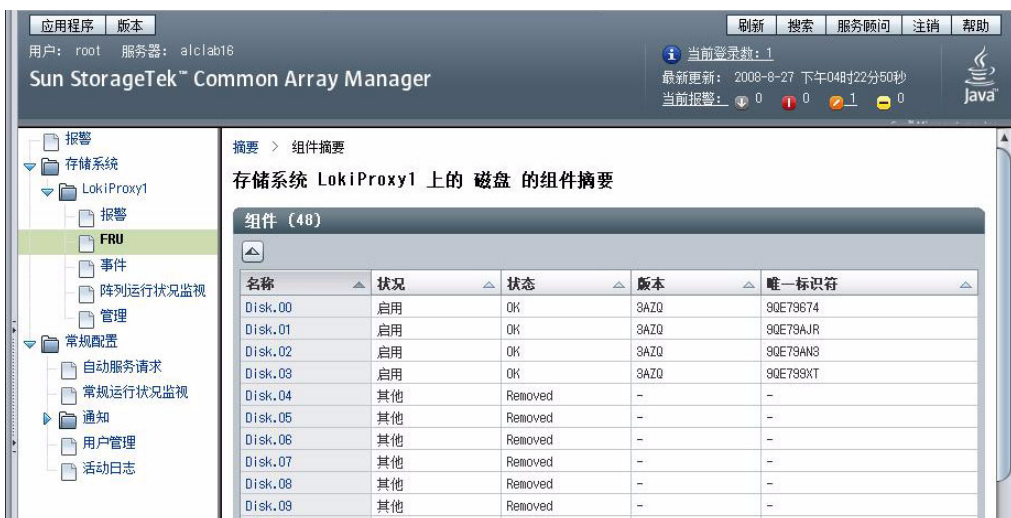 应用程序 版本 刷新 搜索 服务顾问 注销 帮助
用户: root 服务器: alclab16
当前登录数: 1
Sun StorageTek™ Common Array Manager
最新更新: 2008-8-27 下午04时22分50秒
当前报警: 0 0 1 0
Java
报警
存储系统
LokiProxy1
报警
FRU
事件
阵列运行状况监视
管理
常规配置
自动服务请求
常规运行状况监视
通知
用户管理
活动日志
摘要 > 组件摘要
存储系统 LokiProxy1 上的 磁盘 的组件摘要
组件 (48)
名称 状况 状态 版本 唯一标识符
Disk.00 启用 OK 3AZQ 9QE79674
Disk.01 启用 OK 3AZQ 9QE79AJR
Disk.02 启用 OK 3AZQ 9QE79AN3
Disk.03 启用 OK 3AZQ 9QE799XT
Disk.04 其他 Removed - -
Disk.05 其他 Removed - -
Disk.06 其他 Removed - -
Disk.07 其他 Removed - -
Disk.08 其他 Removed - -
Disk.09 其他 Removed - -